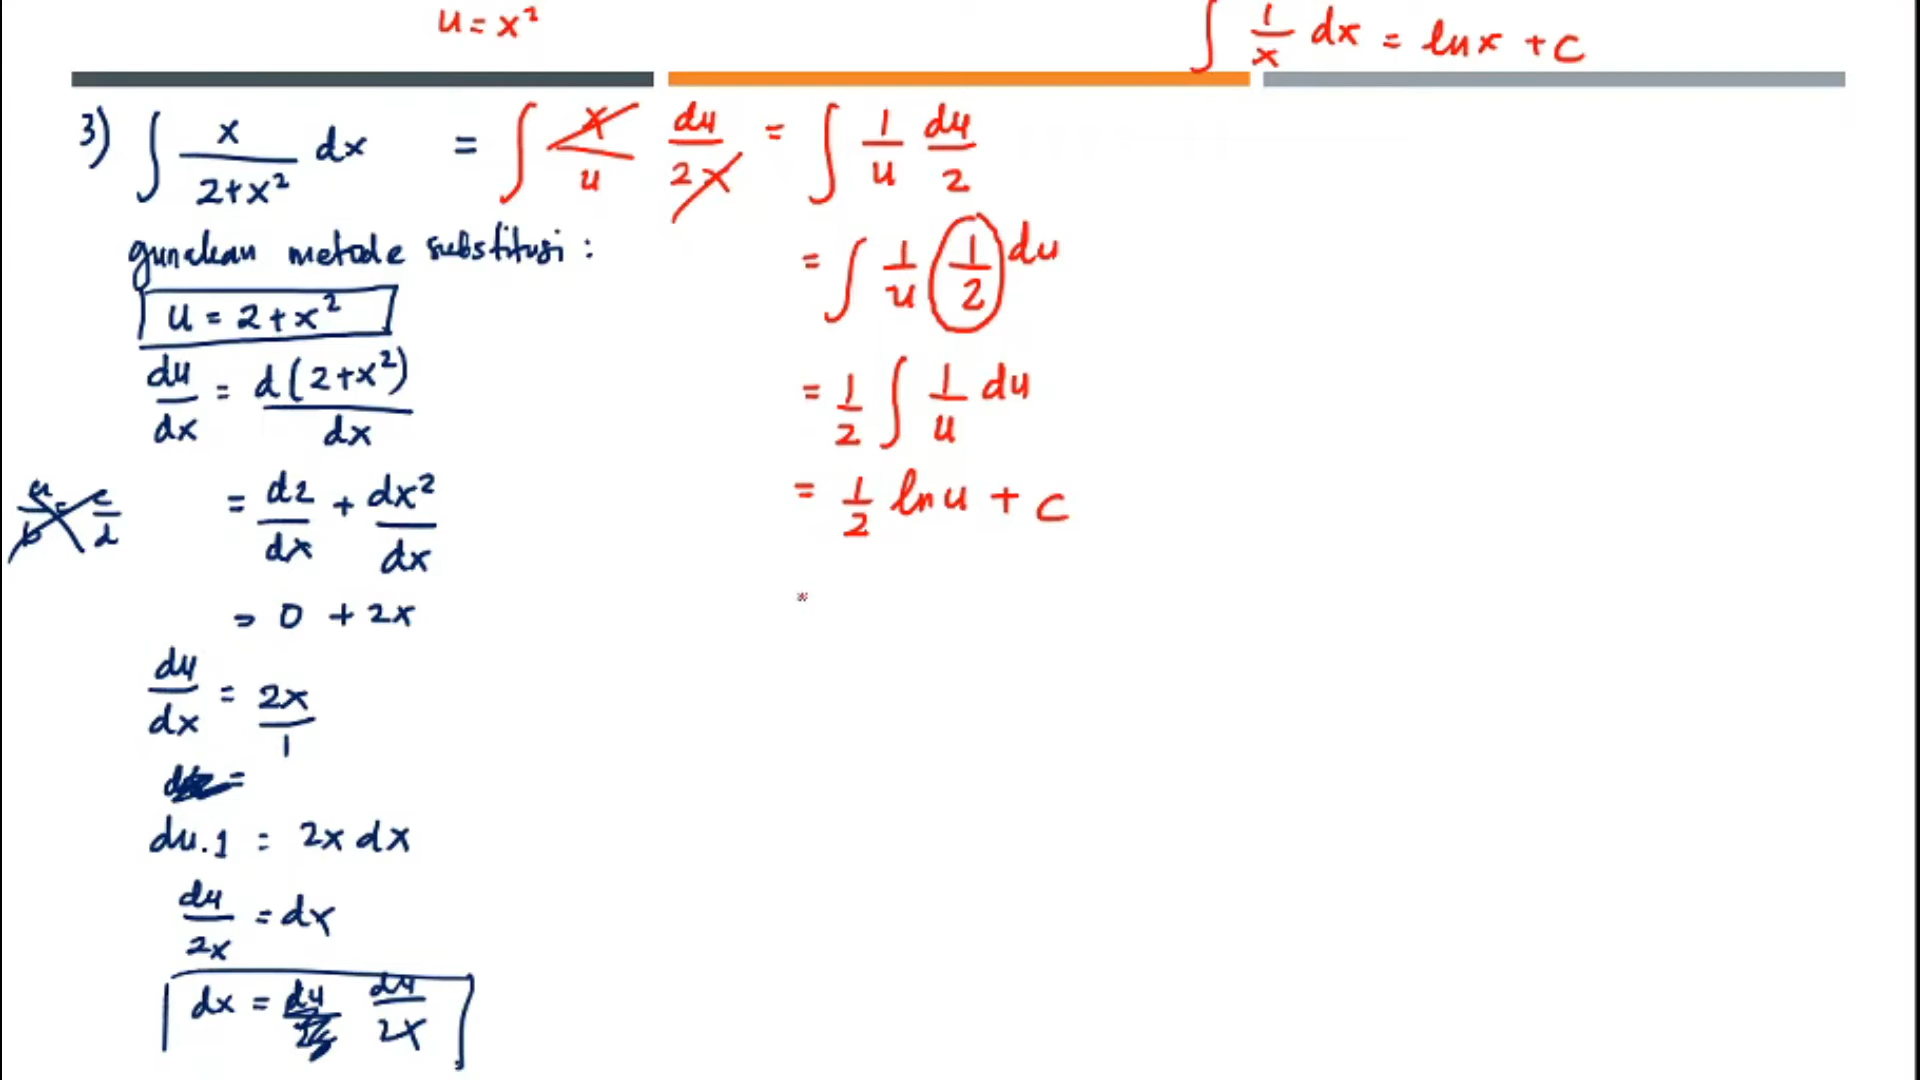 u = x²
∫ 1/x dx = ln x + c
3) ∫ x/(2+x²) dx = ∫ x/u du/2x = ∫ 1/u du/2
= ∫ 1/u (1/2) du
= 1/2 ∫ 1/u du
= 1/2 ln u + c
gunakan metode substitusi :
u = 2 + x²
du/dx = d(2+x²)/dx
a/b = c/d
= d2/dx + dx²/dx
= 0 + 2x
du/dx = 2x/1
du.1 = 2x dx
du/2x = dx
dx = du/2x